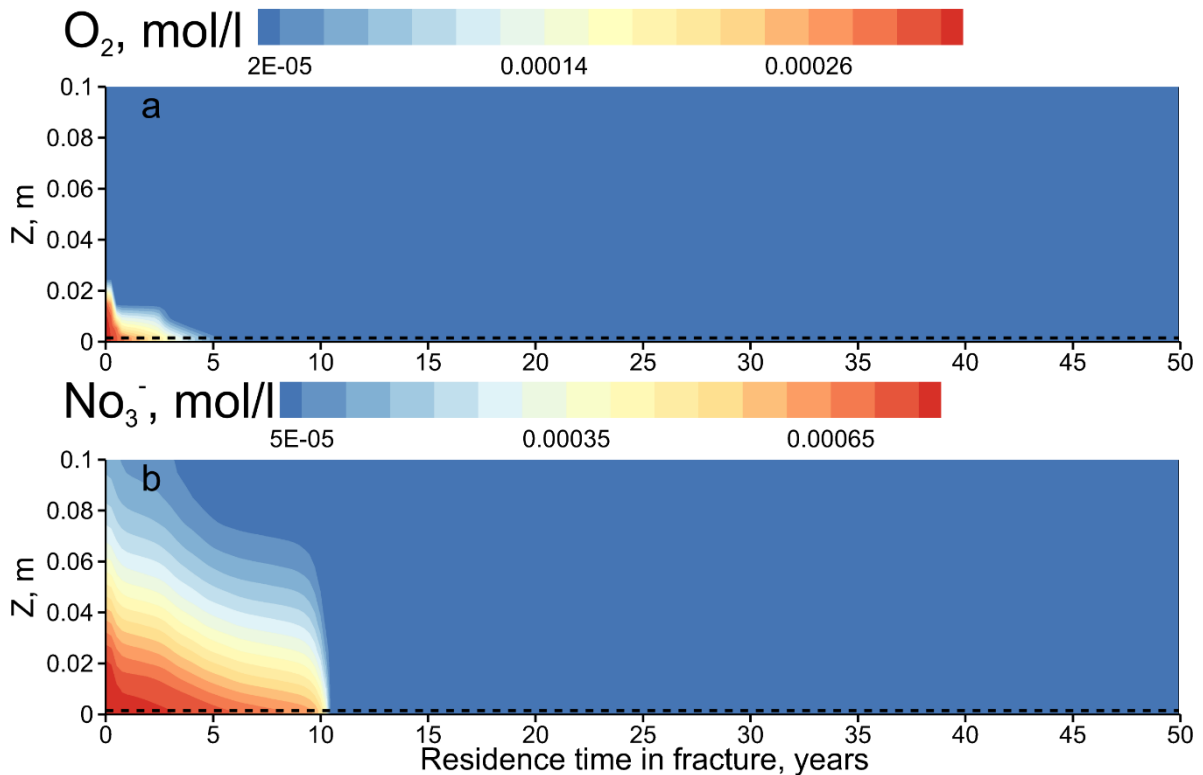 O₂, mol/l
2E-05 0.00014 0.00026
a
Z, m
0.1
0.08
0.06
0.04
0.02
0
0 5 10 15 20 25 30 35 40 45 50
No₃⁻, mol/l
5E-05 0.00035 0.00065
b
Z, m
0.1
0.08
0.06
0.04
0.02
0
0 5 10 15 20 25 30 35 40 45 50
Residence time in fracture, years